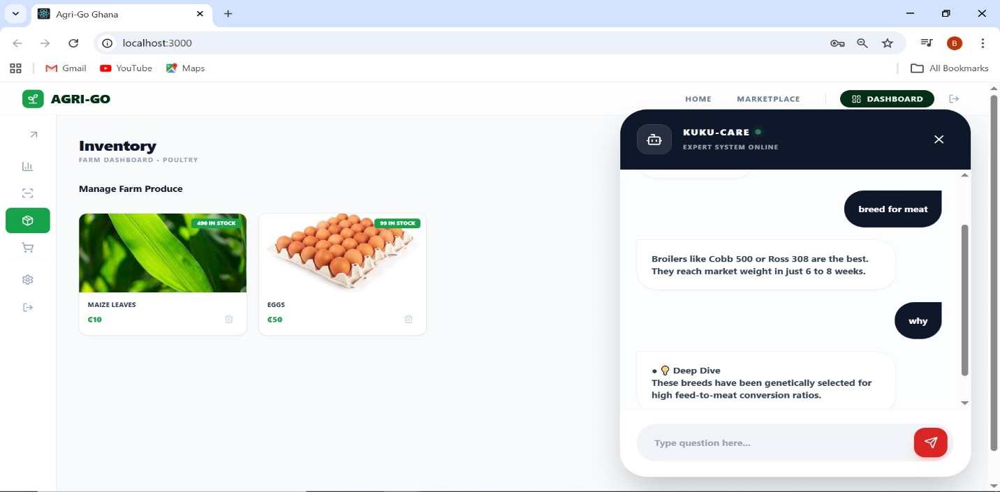 Agri-Go Ghana
localhost:3000
B
Gmail
YouTube
Maps
All Bookmarks
AGRI-GO
HOME
MARKETPLACE
DASHBOARD
Inventory
FARM DASHBOARD • POULTRY
Manage Farm Produce
490 IN STOCK
MAIZE LEAVES
₵10
99 IN STOCK
EGGS
₵50
KUKU-CARE
EXPERT SYSTEM ONLINE
breed for meat
Broilers like Cobb 500 or Ross 308 are the best.
They reach market weight in just 6 to 8 weeks.
why
• 💡 Deep Dive
These breeds have been genetically selected for
high feed-to-meat conversion ratios.
Type question here...